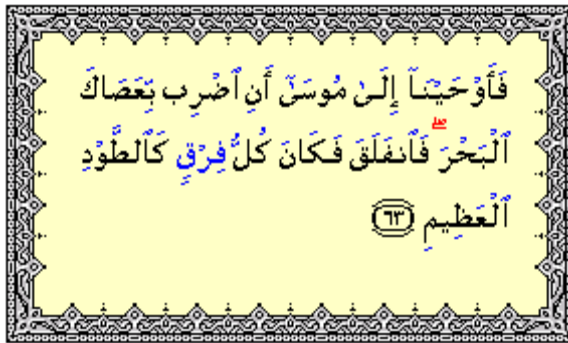 فَأَوْحَيْنَآ إِلَىٰ مُوسَىٰٓ أَنِ ٱضْرِب بِّعَصَاكَ
ٱلْبَحْرَ ۖ فَٱنفَلَقَ فَكَانَ كُلُّ فِرْقٍ كَٱلطَّوْدِ
ٱلْعَظِيمِ ٦٣